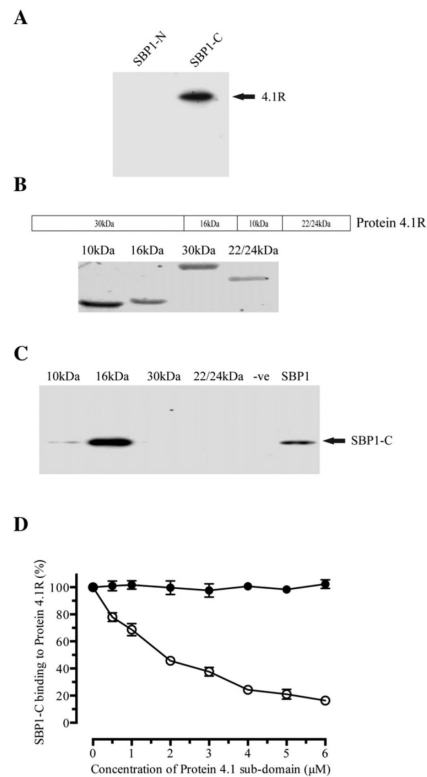 A
SBP1-N SBP1-C
4.1R
B
30kDa 16kDa 10kDa 22/24kDa Protein 4.1R
10kDa 16kDa 30kDa 22/24kDa
C
10kDa 16kDa 30kDa 22/24kDa -ve SBP1
SBP1-C
D
SBP1-C binding to Protein 4.1R (%)
100
80
60
40
20
0
0 1 2 3 4 5 6
Concentration of Protein 4.1 sub-domain (μM)